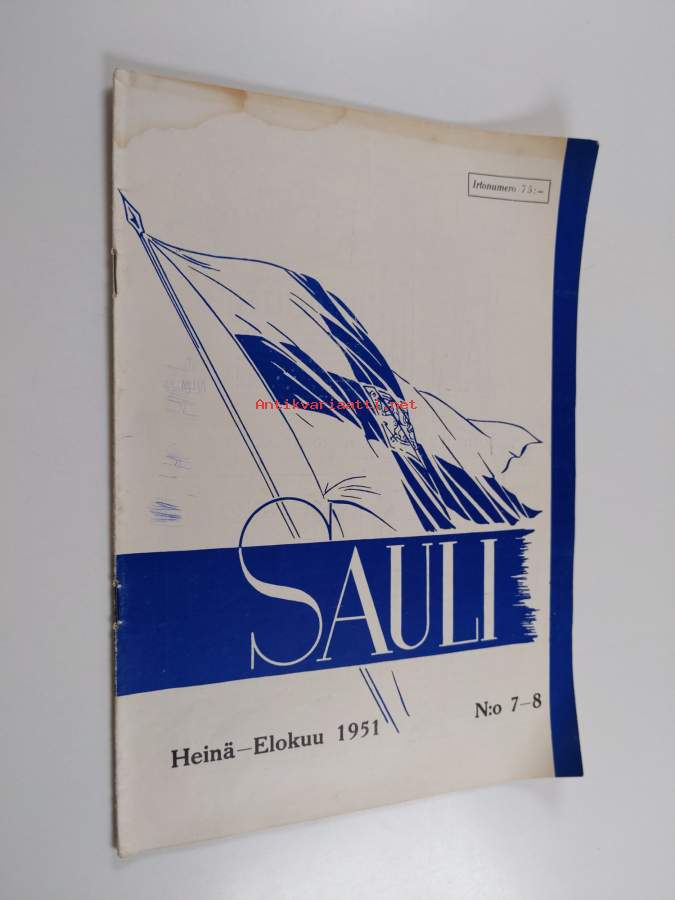 Irtonumero 75:–
Antikvariaatti.net
SAULI
N:o 7–8
Heinä–Elokuu 1951